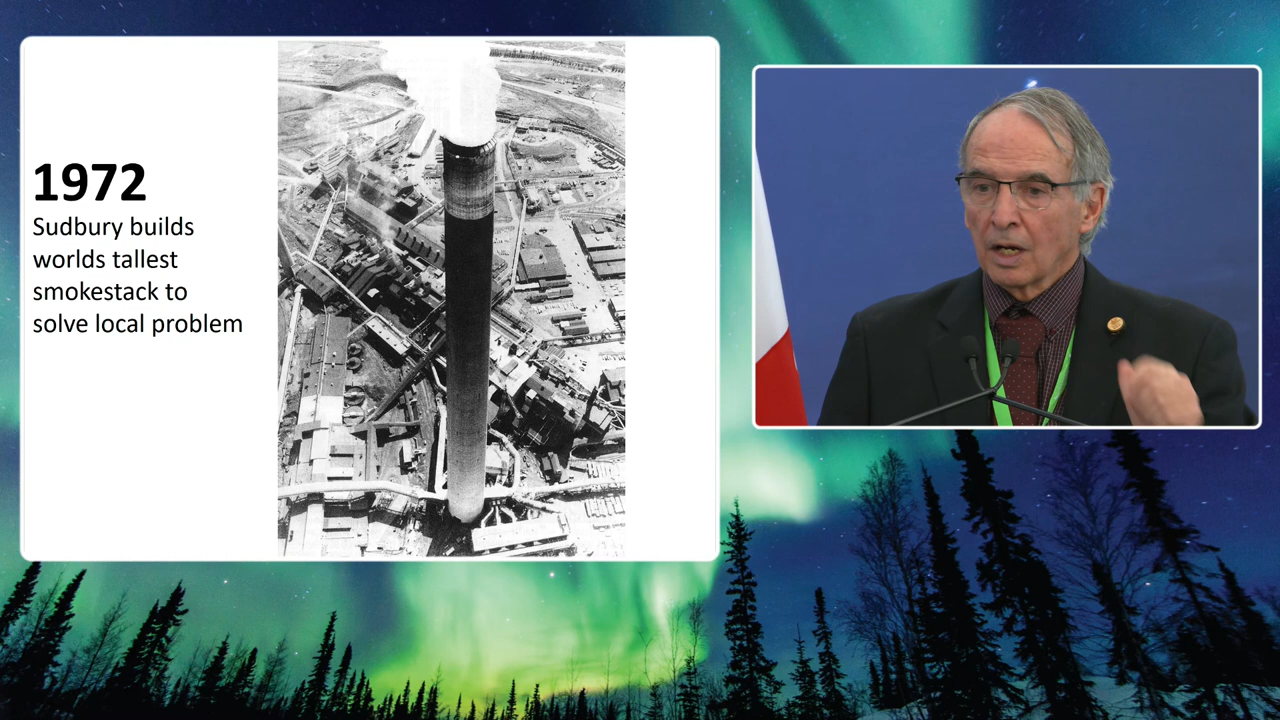 1972
Sudbury builds
worlds tallest
smokestack to
solve local problem